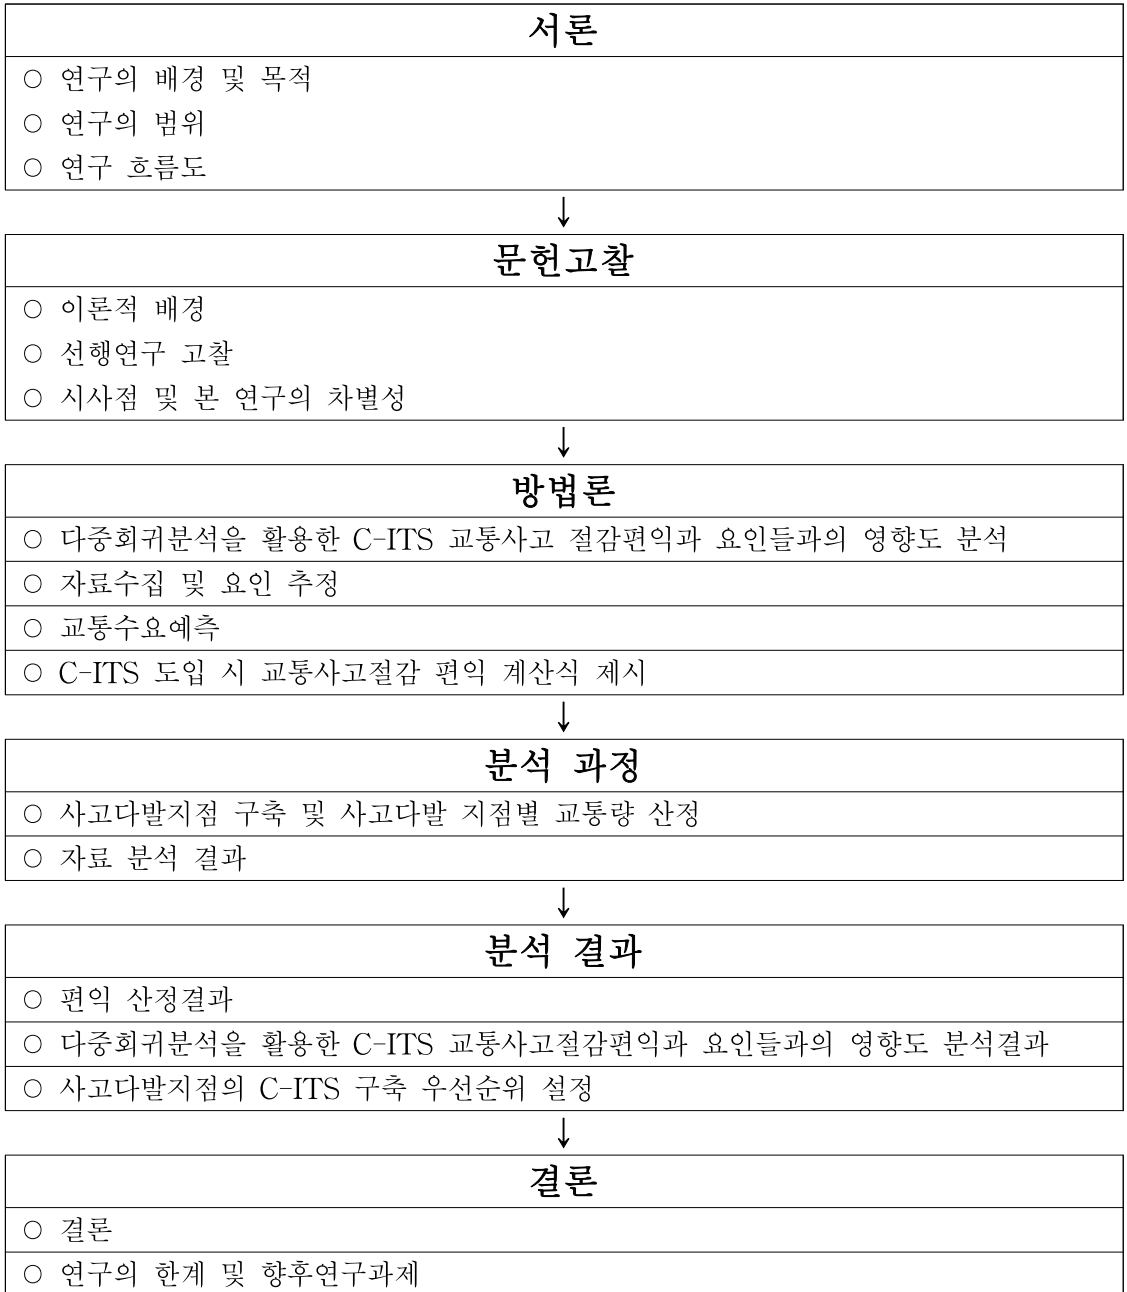 서론
○ 연구의 배경 및 목적
○ 연구의 범위
○ 연구 흐름도
↓
문헌고찰
○ 이론적 배경
○ 선행연구 고찰
○ 시사점 및 본 연구의 차별성
↓
방법론
○ 다중회귀분석을 활용한 C-ITS 교통사고 절감편익과 요인들과의 영향도 분석
○ 자료수집 및 요인 추정
○ 교통수요예측
○ C-ITS 도입 시 교통사고절감 편익 계산식 제시
↓
분석 과정
○ 사고다발지점 구축 및 사고다발 지점별 교통량 산정
○ 자료 분석 결과
↓
분석 결과
○ 편익 산정결과
○ 다중회귀분석을 활용한 C-ITS 교통사고절감편익과 요인들과의 영향도 분석결과
○ 사고다발지점의 C-ITS 구축 우선순위 설정
↓
결론
○ 결론
○ 연구의 한계 및 향후연구과제